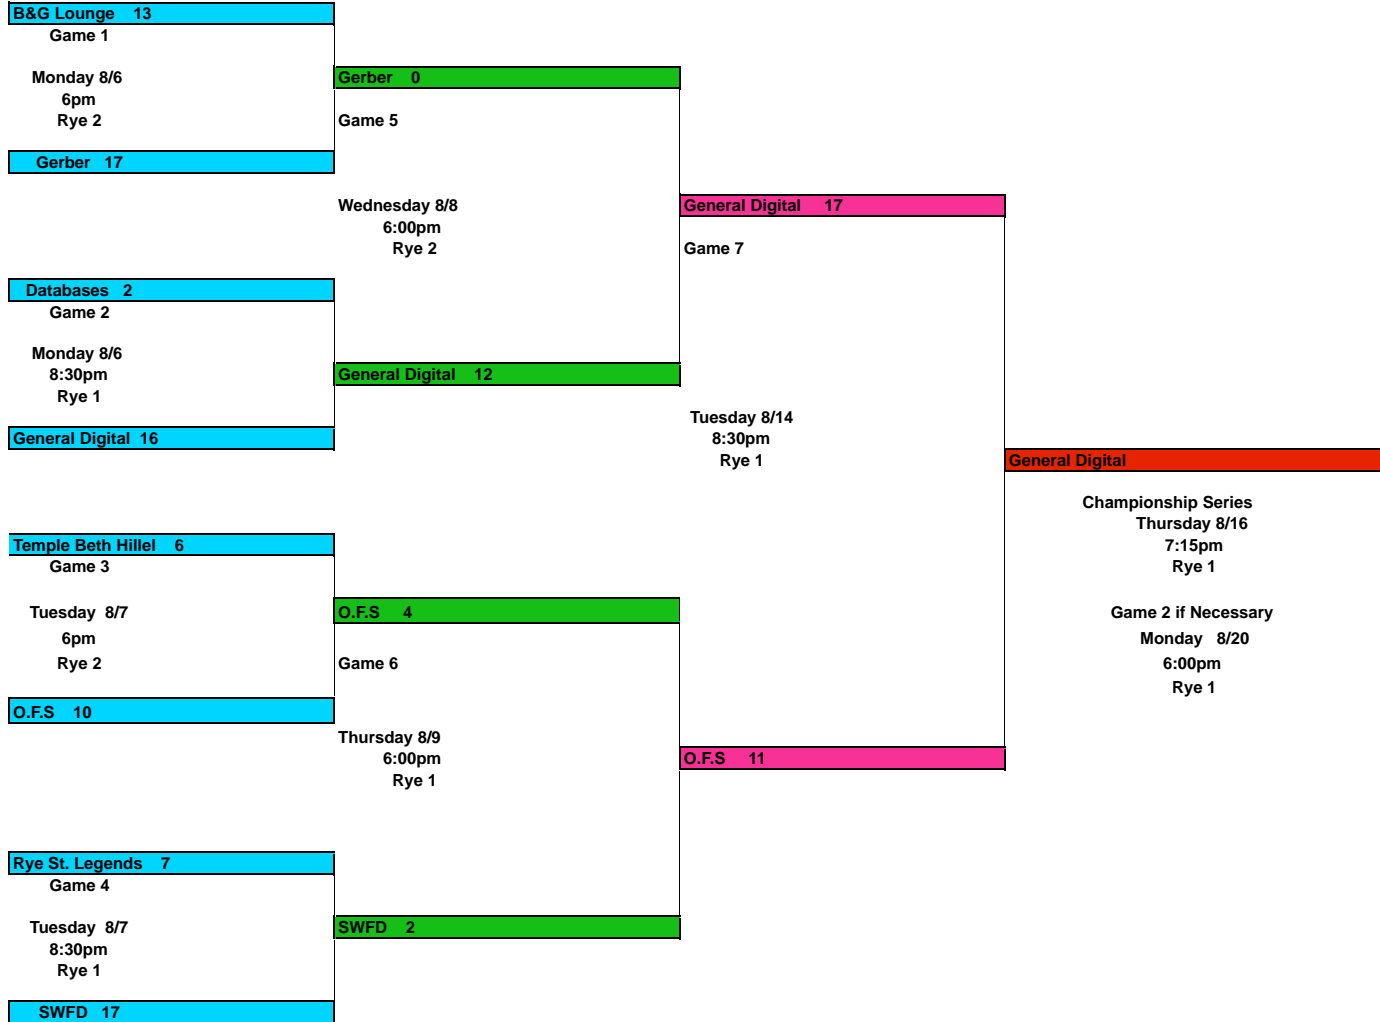 B&G Lounge 13
Game 1
Monday 8/6
6pm
Rye 2
Gerber 17
Databases 2
Game 2
Monday 8/6
8:30pm
Rye 1
General Digital 16
Temple Beth Hillel 6
Game 3
Tuesday 8/7
6pm
Rye 2
O.F.S 10
Rye St. Legends 7
Game 4
Tuesday 8/7
8:30pm
Rye 1
SWFD 17
Gerber 0
Game 5
Wednesday 8/8
6:00pm
Rye 2
General Digital 12
O.F.S 4
Game 6
Thursday 8/9
6:00pm
Rye 1
SWFD 2
General Digital 17
Game 7
Tuesday 8/14
8:30pm
Rye 1
O.F.S 11
General Digital
Championship Series
Thursday 8/16
7:15pm
Rye 1
Game 2 if Necessary
Monday 8/20
6:00pm
Rye 1